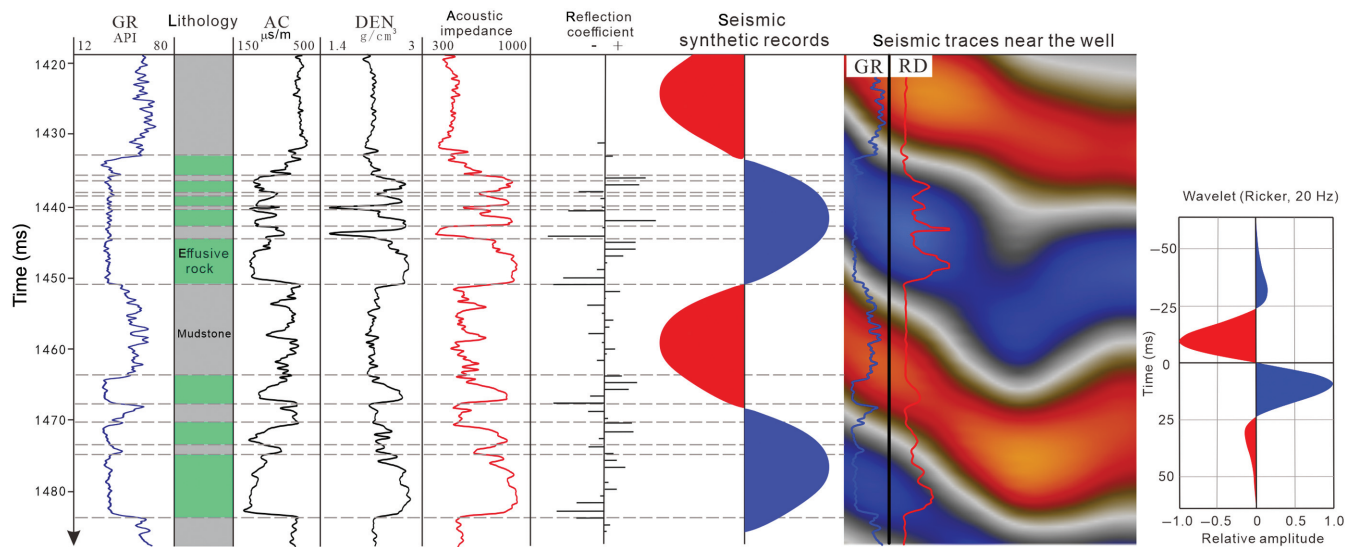 GR
API
12 80
Lithology
AC
μs/m
150 500
DEN
g/cm³
1.4 3
Acoustic
impedance
300 1000
Reflection
coefficient
- +
Seismic
synthetic records
Seismic traces near the well
GR RD
Time (ms)
1420
1430
1440
1450
1460
1470
1480
Effusive
rock
Mudstone
Wavelet (Ricker, 20 Hz)
Time (ms)
−50
−25
0
25
50
−1.0 −0.5 0 0.5 1.0
Relative amplitude